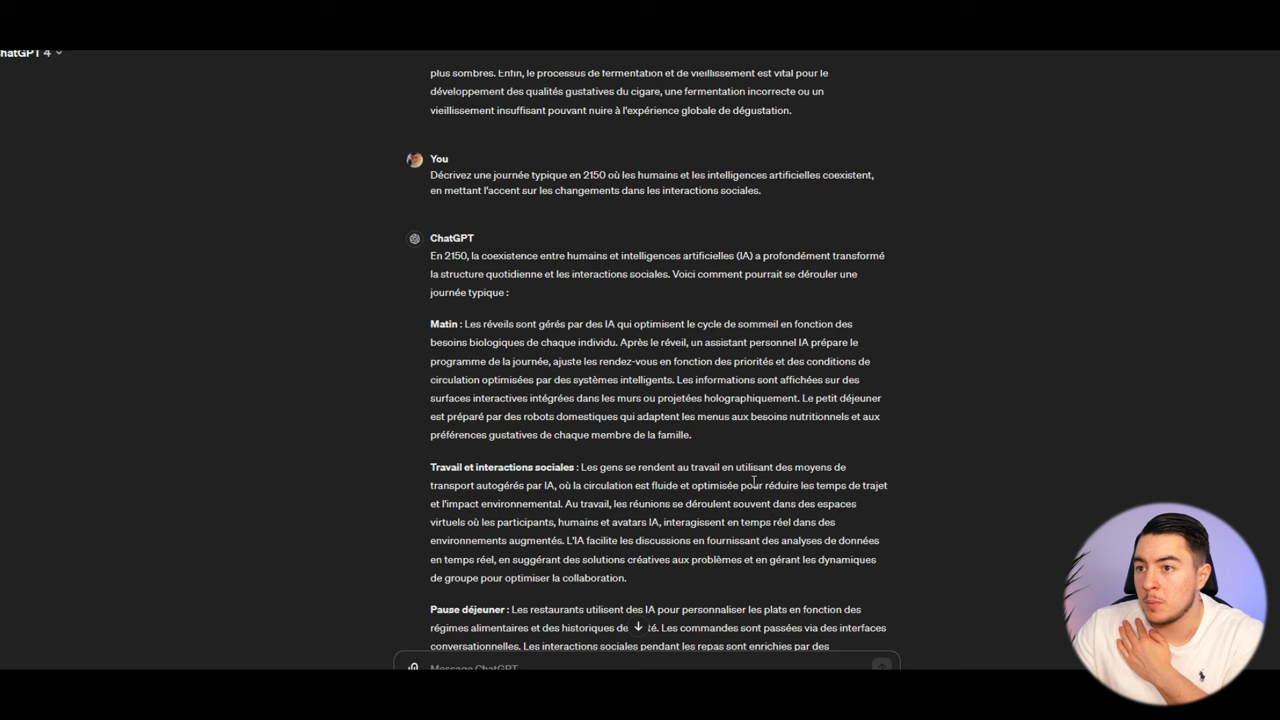 ChatGPT 4
plus sombres. Enfin, le processus de fermentation et de vieillissement est vital pour le
développement des qualités gustatives du cigare, une fermentation incorrecte ou un
vieillissement insuffisant pouvant nuire à l'expérience globale de dégustation.
You
Décrivez une journée typique en 2150 où les humains et les intelligences artificielles coexistent,
en mettant l'accent sur les changements dans les interactions sociales.
ChatGPT
En 2150, la coexistence entre humains et intelligences artificielles (IA) a profondément transformé
la structure quotidienne et les interactions sociales. Voici comment pourrait se dérouler une
journée typique :
Matin : Les réveils sont gérés par des IA qui optimisent le cycle de sommeil en fonction des
besoins biologiques de chaque individu. Après le réveil, un assistant personnel IA prépare le
programme de la journée, ajuste les rendez-vous en fonction des priorités et des conditions de
circulation optimisées par des systèmes intelligents. Les informations sont affichées sur des
surfaces interactives intégrées dans les murs ou projetées holographiquement. Le petit déjeuner
est préparé par des robots domestiques qui adaptent les menus aux besoins nutritionnels et aux
préférences gustatives de chaque membre de la famille.
Travail et interactions sociales : Les gens se rendent au travail en utilisant des moyens de
transport autogérés par IA, où la circulation est fluide et optimisée pour réduire les temps de trajet
et l'impact environnemental. Au travail, les réunions se déroulent souvent dans des espaces
virtuels où les participants, humains et avatars IA, interagissent en temps réel dans des
environnements augmentés. L'IA facilite les discussions en fournissant des analyses de données
en temps réel, en suggérant des solutions créatives aux problèmes et en gérant les dynamiques
de groupe pour optimiser la collaboration.
Pause déjeuner : Les restaurants utilisent des IA pour personnaliser les plats en fonction des
régimes alimentaires et des historiques de té. Les commandes sont passées via des interfaces
conversationnelles. Les interactions sociales pendant les repas sont enrichies par des
Message ChatGPT